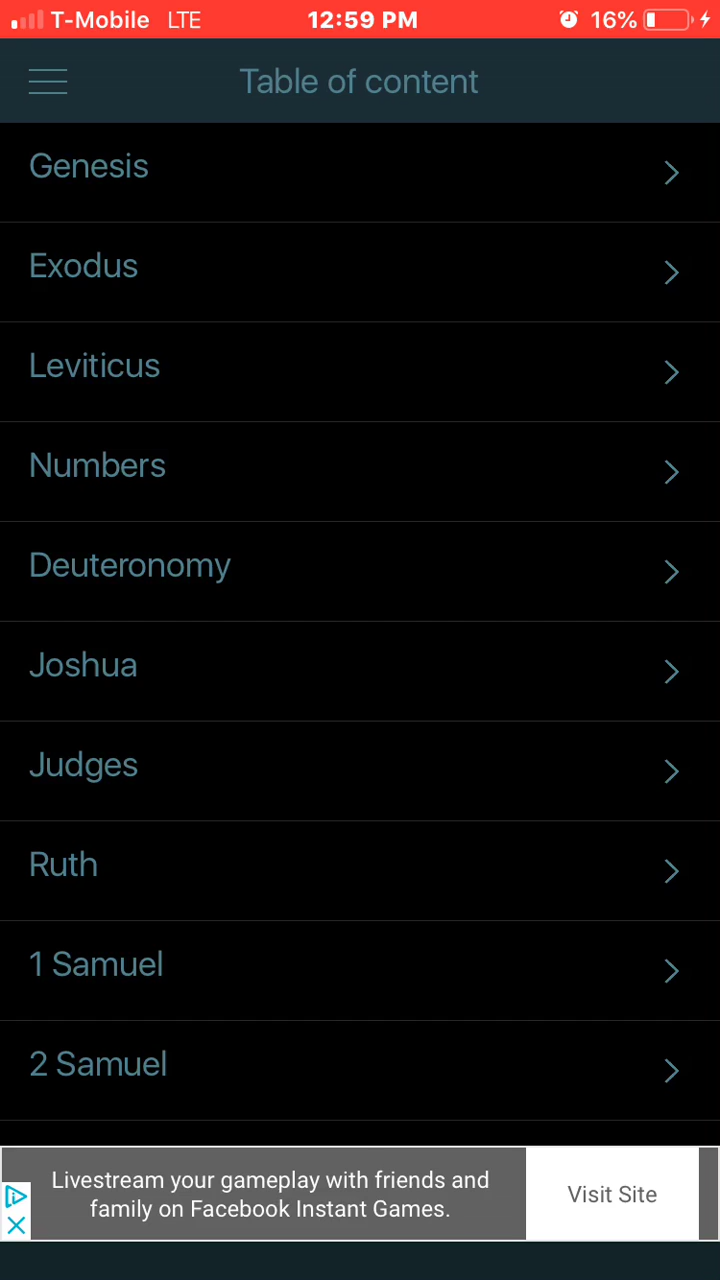 T-Mobile LTE 12:59 PM 16%
Table of content
Genesis
Exodus
Leviticus
Numbers
Deuteronomy
Joshua
Judges
Ruth
1 Samuel
2 Samuel
Livestream your gameplay with friends and
family on Facebook Instant Games.
Visit Site